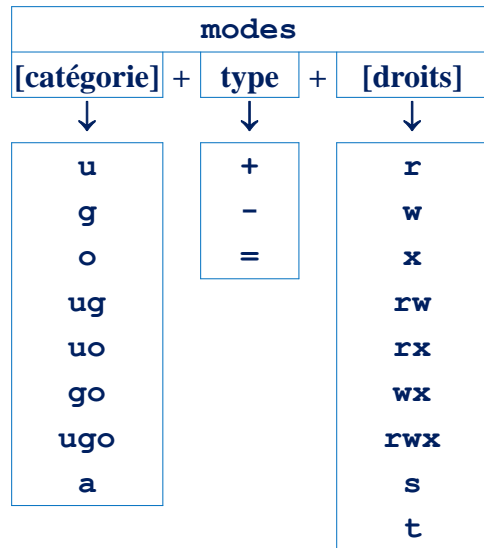 modes
[catégorie] + type + [droits]
↓ ↓ ↓
u + r
g - w
o = x
ug rw
uo rx
go wx
ugo rwx
a s
t